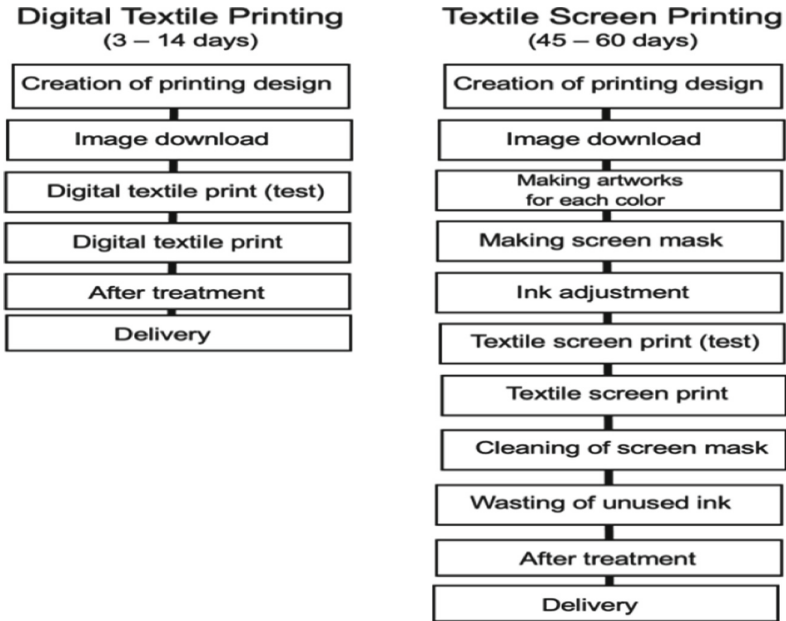 Digital Textile Printing
(3 – 14 days)
Creation of printing design
Image download
Digital textile print (test)
Digital textile print
After treatment
Delivery
Textile Screen Printing
(45 – 60 days)
Creation of printing design
Image download
Making artworks
for each color
Making screen mask
Ink adjustment
Textile screen print (test)
Textile screen print
Cleaning of screen mask
Wasting of unused ink
After treatment
Delivery